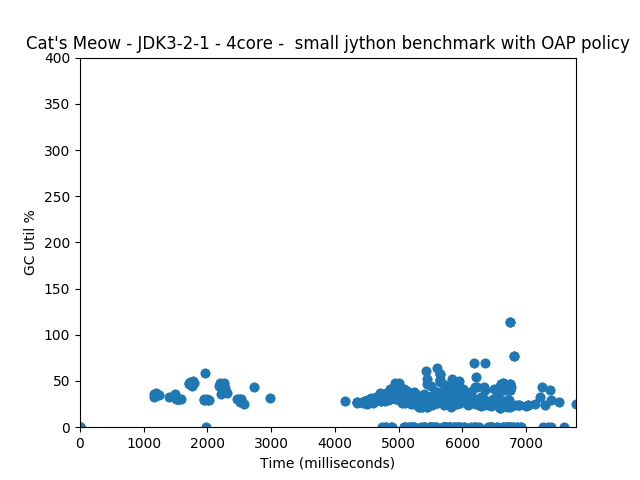 Cat's Meow - JDK3-2-1 - 4core -  small jython benchmark with OAP policy
400
350
300
250
200
150
100
50
0
GC Util %
0 1000 2000 3000 4000 5000 6000 7000
Time (milliseconds)